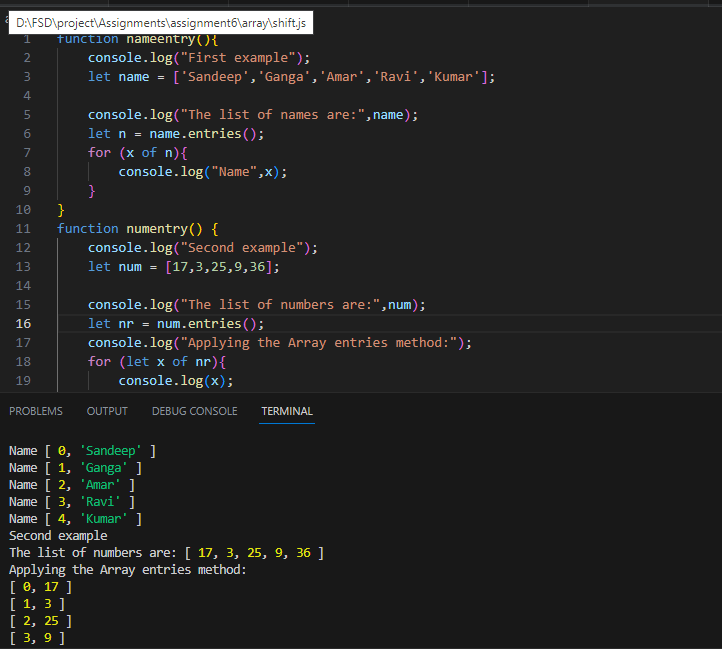 D:\FSD\project\Assignments\assignment6\array\shift.js
1 function nameentry(){
2 console.log("First example");
3 let name = ['Sandeep','Ganga','Amar','Ravi','Kumar'];
4
5 console.log("The list of names are:",name);
6 let n = name.entries();
7 for (x of n){
8 console.log("Name",x);
9 }
10 }
11 function numentry() {
12 console.log("Second example");
13 let num = [17,3,25,9,36];
14
15 console.log("The list of numbers are:",num);
16 let nr = num.entries();
17 console.log("Applying the Array entries method:");
18 for (let x of nr){
19 console.log(x);
PROBLEMS OUTPUT DEBUG CONSOLE TERMINAL
Name [ 0, 'Sandeep' ]
Name [ 1, 'Ganga' ]
Name [ 2, 'Amar' ]
Name [ 3, 'Ravi' ]
Name [ 4, 'Kumar' ]
Second example
The list of numbers are: [ 17, 3, 25, 9, 36 ]
Applying the Array entries method:
[ 0, 17 ]
[ 1, 3 ]
[ 2, 25 ]
[ 3, 9 ]